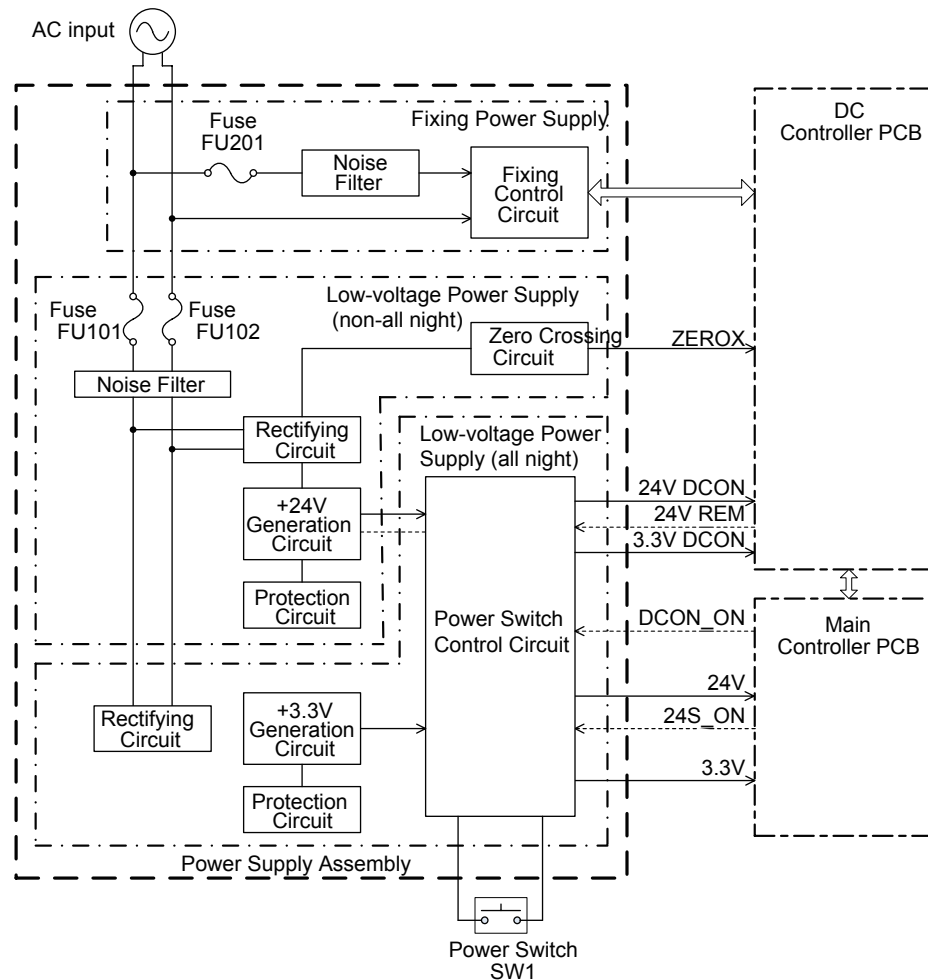 AC input
Fixing Power Supply
Fuse
FU201
Noise
Filter
Fixing
Control
Circuit
DC
Controller PCB
Fuse
FU101
Fuse
FU102
Low-voltage Power Supply
(non-all night)
Zero Crossing
Circuit
ZEROX
Noise Filter
Rectifying
Circuit
Low-voltage Power
Supply (all night)
+24V
Generation
Circuit
Protection
Circuit
24V DCON
24V REM
3.3V DCON
Power Switch
Control Circuit
DCON_ON
Main
Controller PCB
24V
24S_ON
3.3V
Rectifying
Circuit
+3.3V
Generation
Circuit
Protection
Circuit
Power Supply Assembly
Power Switch
SW1